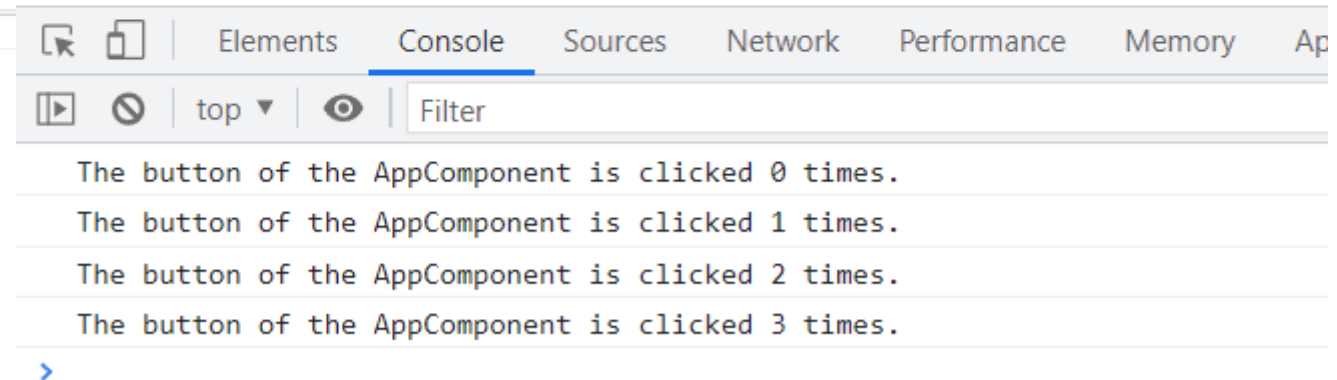 Elements Console Sources Network Performance Memory Ap
top Filter
The button of the AppComponent is clicked 0 times.
The button of the AppComponent is clicked 1 times.
The button of the AppComponent is clicked 2 times.
The button of the AppComponent is clicked 3 times.